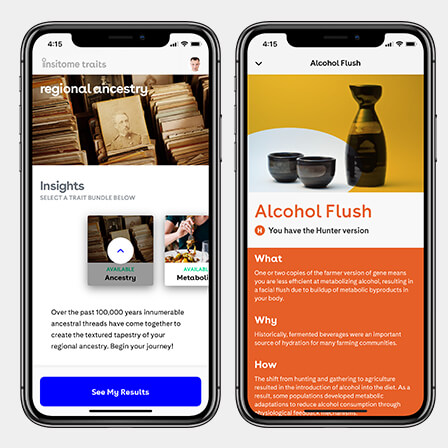 4:15
insitome traits
regional ancestry
Insights
SELECT A TRAIT BUNDLE BELOW
AVAILABLE
Ancestry
AVAILABLE
Metaboli
Over the past 100,000 years innumerable
ancestral threads have come together to
create the textured tapestry of your
regional ancestry. Begin your journey!
See My Results
4:15
Alcohol Flush
Alcohol Flush
H You have the Hunter version
What
One or two copies of the farmer version of gene means
you are less efficient at metabolizing alcohol, resulting in
a facial flush due to buildup of metabolic byproducts in
your body.
Why
Historically, fermented beverages were an important
source of hydration for many farming communities.
How
The shift from hunting and gathering to agriculture
resulted in the introduction of alcohol into the diet. As a
result, some populations developed metabolic
adaptations to reduce alcohol consumption through
physiological feedback mechanisms.